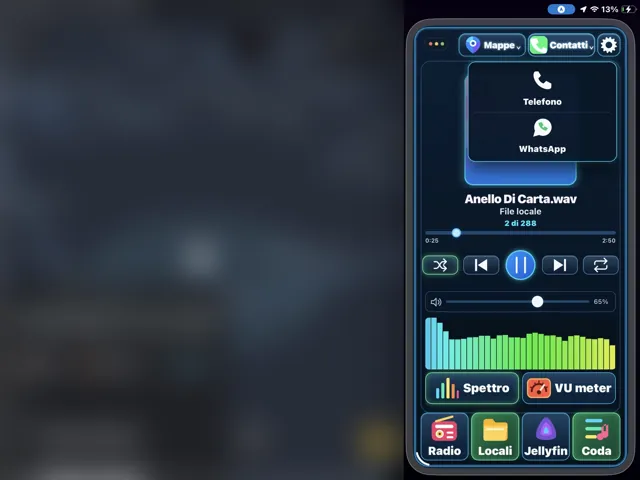 13%
Mappe
Contatti
Telefono
WhatsApp
Anello Di Carta.wav
File locale
2 di 288
0:25
2:50
65%
Spettro
VU meter
Radio
Locali
Jellyfin
Coda